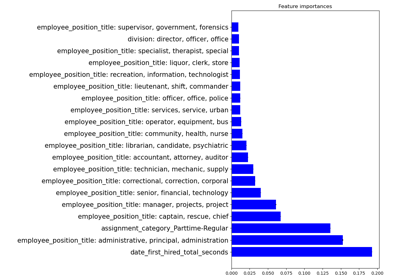 Feature importances
employee_position_title: supervisor, government, forensics
division: director, officer, office
employee_position_title: specialist, therapist, special
employee_position_title: liquor, clerk, store
employee_position_title: recreation, information, technologist
employee_position_title: lieutenant, shift, commander
employee_position_title: officer, office, police
employee_position_title: services, service, urban
employee_position_title: operator, equipment, bus
employee_position_title: community, health, nurse
employee_position_title: librarian, candidate, psychiatric
employee_position_title: accountant, attorney, auditor
employee_position_title: technician, mechanic, supply
employee_position_title: correctional, correction, corporal
employee_position_title: senior, financial, technology
employee_position_title: manager, projects, project
employee_position_title: captain, rescue, chief
assignment_category_Parttime-Regular
employee_position_title: administrative, principal, administration
date_first_hired_total_seconds
0.000 0.025 0.050 0.075 0.100 0.125 0.150 0.175 0.200